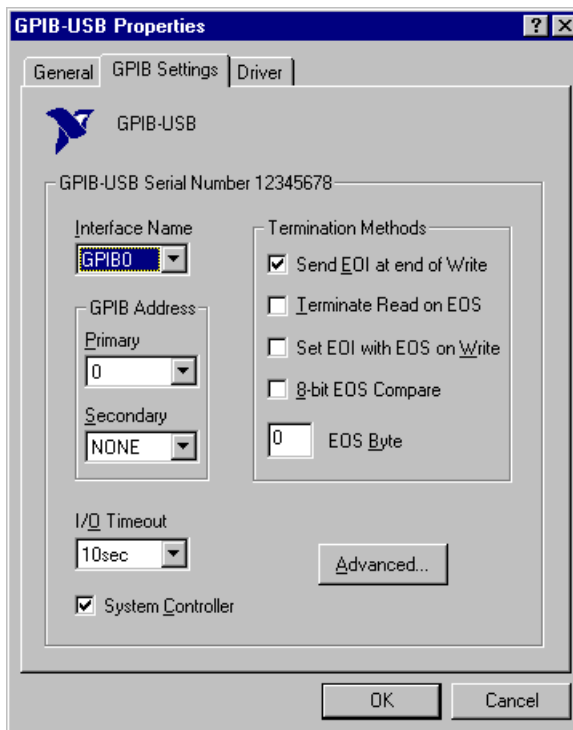 GPIB-USB Properties
General GPIB Settings Driver
GPIB-USB
GPIB-USB Serial Number 12345678
Interface Name
GPIB0
GPIB Address
Primary
0
Secondary
NONE
I/O Timeout
10sec
System Controller
Termination Methods
Send EOI at end of Write
Terminate Read on EOS
Set EOI with EOS on Write
8-bit EOS Compare
0 EOS Byte
Advanced...
OK Cancel